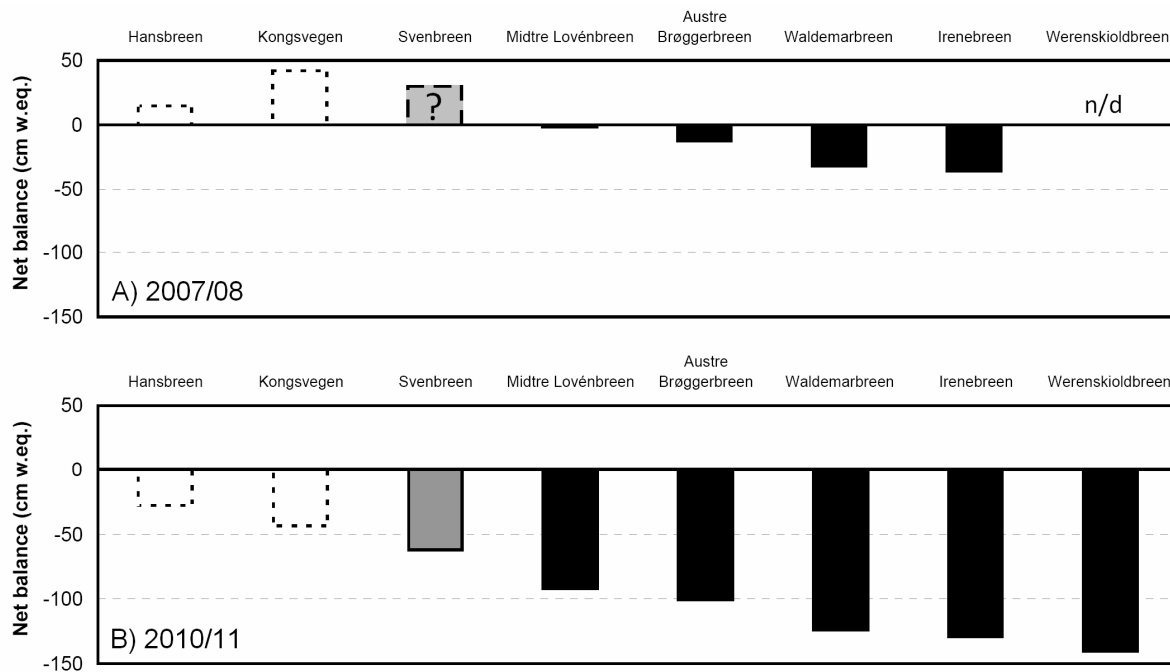 Hansbreen Kongsvegen Svenbreen Midtre Lovénbreen Austre Brøggerbreen Waldemarbreen Irenebreen Werenskioldbreen
Net balance (cm w.eq.)
50
0
-50
-100
-150
?
n/d
A) 2007/08
Hansbreen Kongsvegen Svenbreen Midtre Lovénbreen Austre Brøggerbreen Waldemarbreen Irenebreen Werenskioldbreen
Net balance (cm w.eq.)
50
0
-50
-100
-150
B) 2010/11